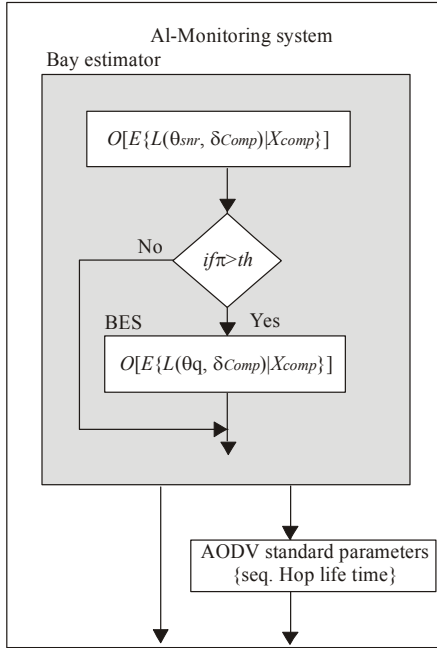 Al-Monitoring system
Bay estimator
O[E{L(θsnr, δComp)|Xcomp}]
No
ifπ>th
BES
Yes
O[E{L(θq, δComp)|Xcomp}]
AODV standard parameters
{seq. Hop life time}